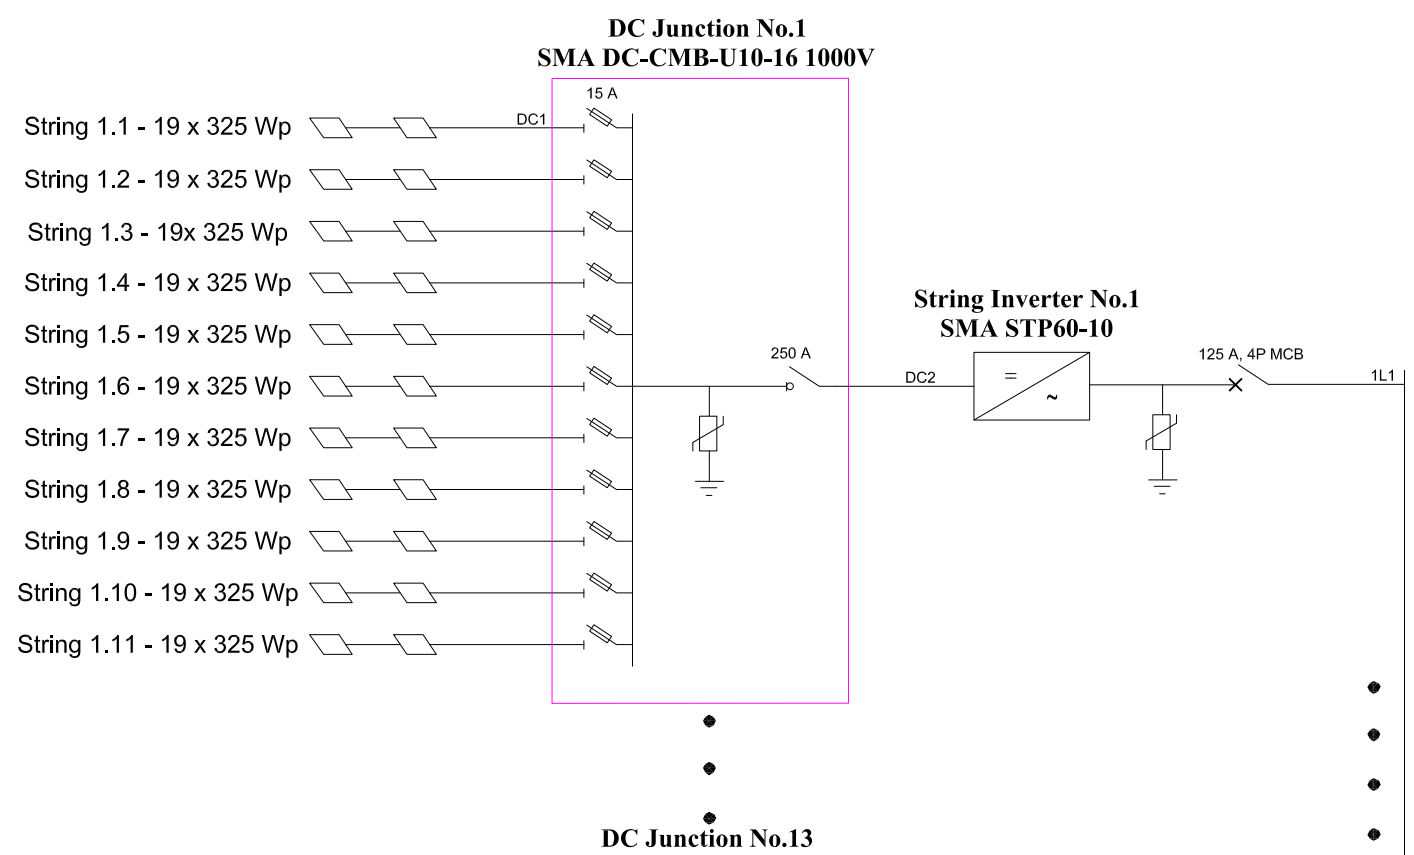 DC Junction No.1
SMA DC-CMB-U10-16 1000V
15 A
String 1.1 - 19 x 325 Wp
DC1
String 1.2 - 19 x 325 Wp
String 1.3 - 19x 325 Wp
String 1.4 - 19 x 325 Wp
String 1.5 - 19 x 325 Wp
String 1.6 - 19 x 325 Wp
String 1.7 - 19 x 325 Wp
String 1.8 - 19 x 325 Wp
String 1.9 - 19 x 325 Wp
String 1.10 - 19 x 325 Wp
String 1.11 - 19 x 325 Wp
250 A
DC2
String Inverter No.1
SMA STP60-10
=
~
125 A, 4P MCB
1L1
DC Junction No.13